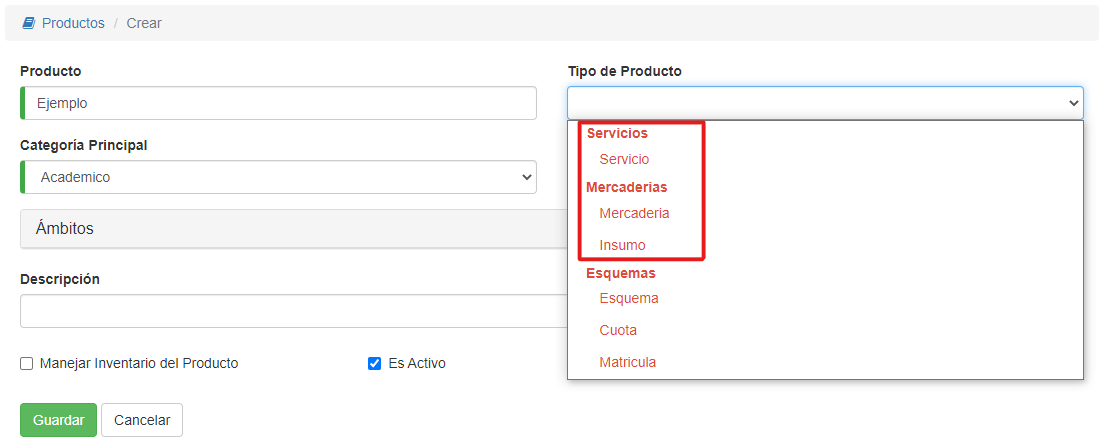 Productos / Crear
Producto
Ejemplo
Categoría Principal
Academico
Ámbitos
Descripción
Tipo de Producto
Servicios
Servicio
Mercaderias
Mercaderia
Insumo
Esquemas
Esquema
Cuota
Matricula
Manejar Inventario del Producto
Es Activo
Guardar
Cancelar